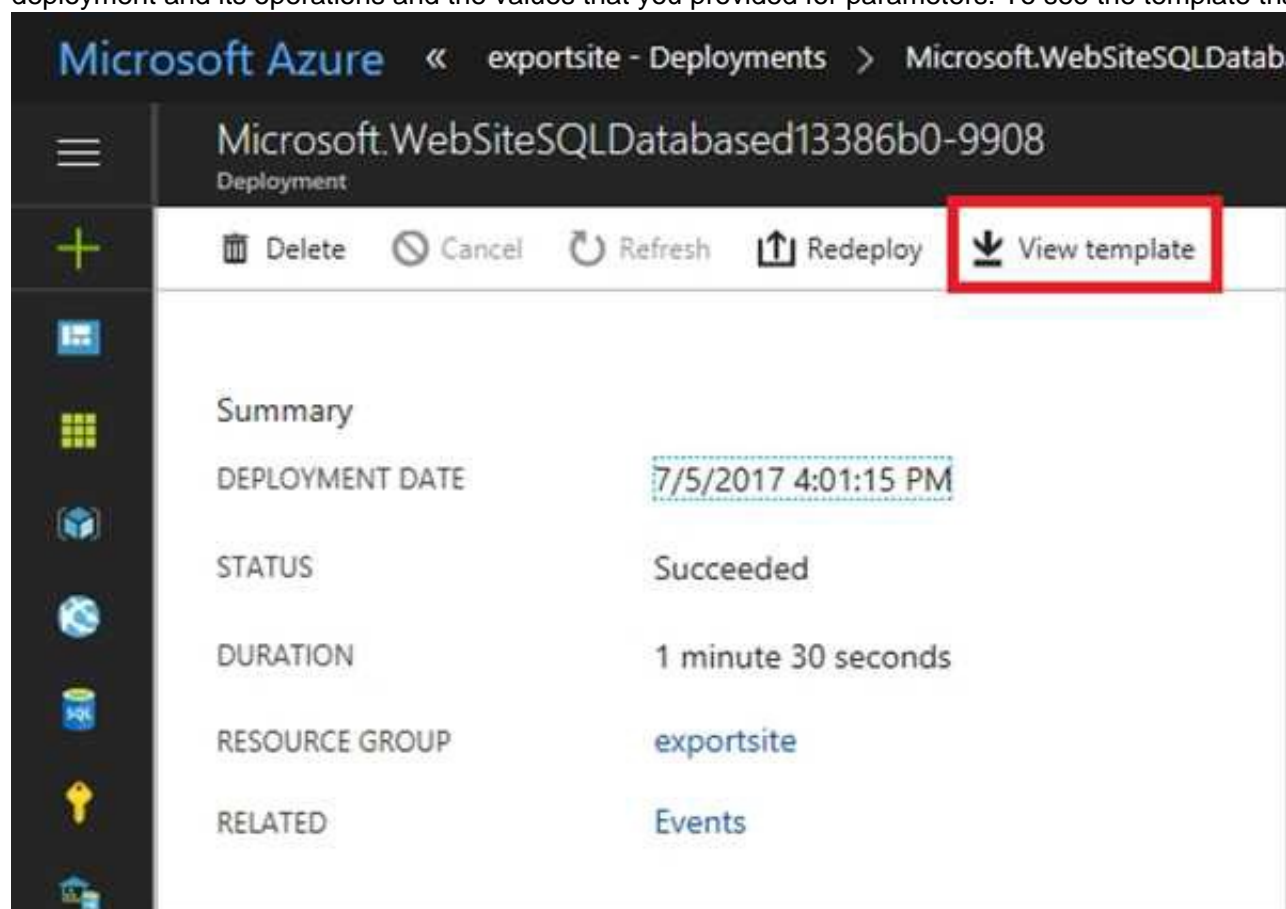 deployment and its operations and the values that you provided for parameters. To see the template tha
Microsoft Azure « exportsite - Deployments > Microsoft.WebSiteSQLDatab
Microsoft.WebSiteSQLDatabased13386b0-9908
Deployment
Delete Cancel Refresh Redeploy View template
Summary
DEPLOYMENT DATE 7/5/2017 4:01:15 PM
STATUS Succeeded
DURATION 1 minute 30 seconds
RESOURCE GROUP exportsite
SQL
RELATED Events